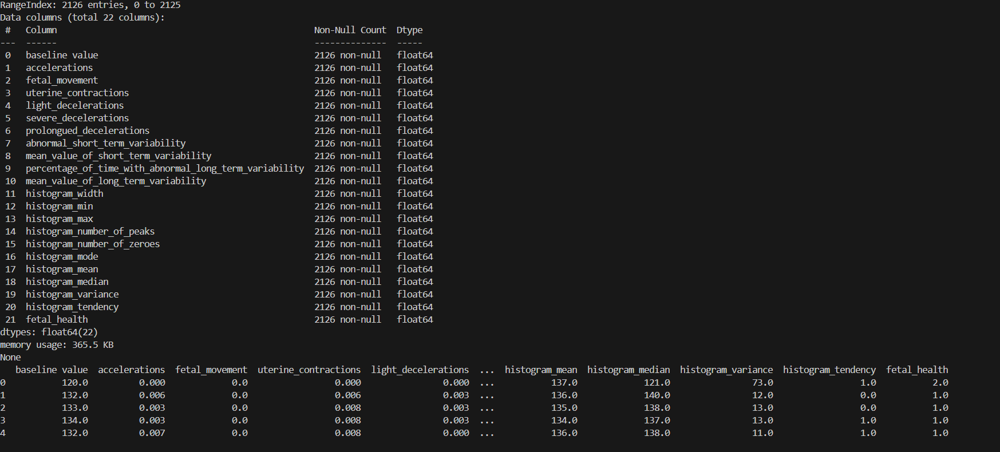 RangeIndex: 2126 entries, 0 to 2125
Data columns (total 22 columns):
 #   Column                                                  Non-Null Count  Dtype
---  ------                                                  --------------  -----
 0   baseline value                                          2126 non-null   float64
 1   accelerations                                           2126 non-null   float64
 2   fetal_movement                                          2126 non-null   float64
 3   uterine_contractions                                    2126 non-null   float64
 4   light_decelerations                                     2126 non-null   float64
 5   severe_decelerations                                    2126 non-null   float64
 6   prolongued_decelerations                                2126 non-null   float64
 7   abnormal_short_term_variability                         2126 non-null   float64
 8   mean_value_of_short_term_variability                    2126 non-null   float64
 9   percentage_of_time_with_abnormal_long_term_variability  2126 non-null   float64
 10  mean_value_of_long_term_variability                     2126 non-null   float64
 11  histogram_width                                         2126 non-null   float64
 12  histogram_min                                           2126 non-null   float64
 13  histogram_max                                           2126 non-null   float64
 14  histogram_number_of_peaks                               2126 non-null   float64
 15  histogram_number_of_zeroes                              2126 non-null   float64
 16  histogram_mode                                          2126 non-null   float64
 17  histogram_mean                                          2126 non-null   float64
 18  histogram_median                                        2126 non-null   float64
 19  histogram_variance                                      2126 non-null   float64
 20  histogram_tendency                                      2126 non-null   float64
 21  fetal_health                                            2126 non-null   float64
dtypes: float64(22)
memory usage: 365.5 KB
None
   baseline value  accelerations  fetal_movement  uterine_contractions  light_decelerations  ...  histogram_mean  histogram_median  histogram_variance  histogram_tendency  fetal_health
0           120.0          0.000             0.0                 0.000                0.000  ...           137.0             121.0                73.0                 1.0           2.0
1           132.0          0.006             0.0                 0.006                0.003  ...           136.0             140.0                12.0                 0.0           1.0
2           133.0          0.003             0.0                 0.008                0.003  ...           135.0             138.0                13.0                 0.0           1.0
3           134.0          0.003             0.0                 0.008                0.003  ...           134.0             137.0                13.0                 1.0           1.0
4           132.0          0.007             0.0                 0.008                0.000  ...           136.0             138.0                11.0                 1.0           1.0